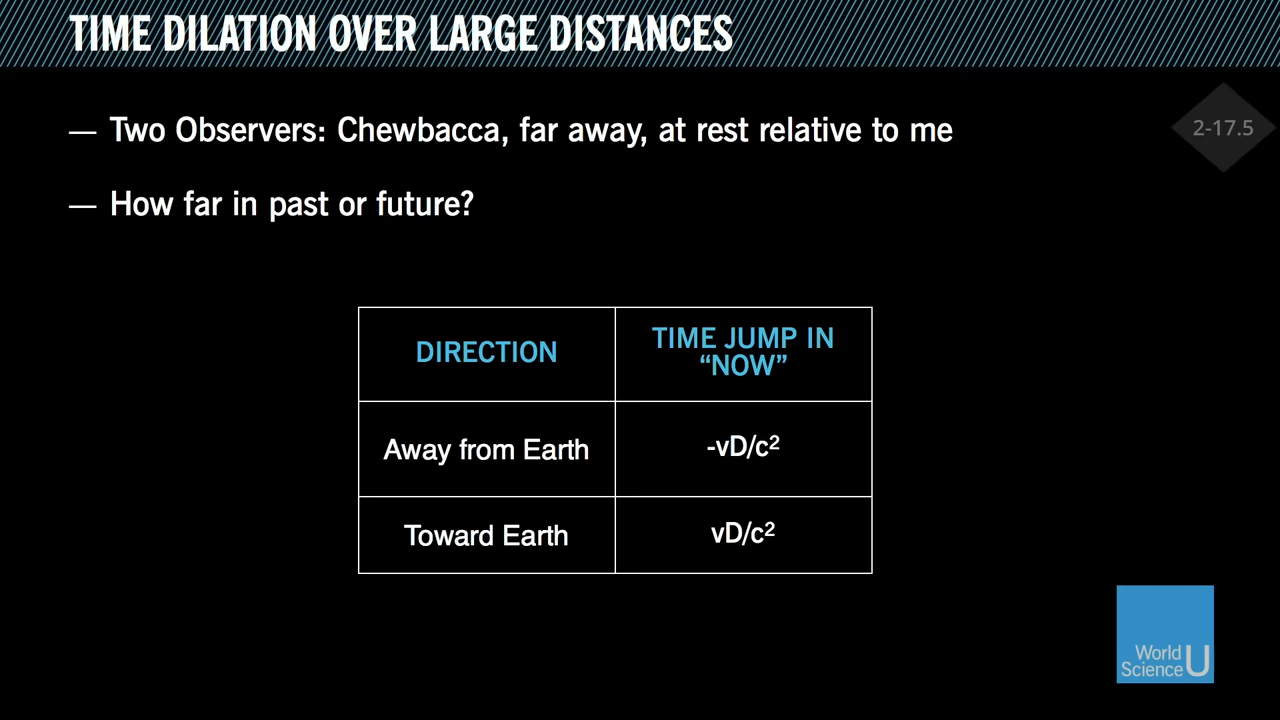 TIME DILATION OVER LARGE DISTANCES
— Two Observers: Chewbacca, far away, at rest relative to me
2-17.5
— How far in past or future?
DIRECTION
TIME JUMP IN
“NOW”
Away from Earth
-vD/c²
Toward Earth
vD/c²
World
Science U